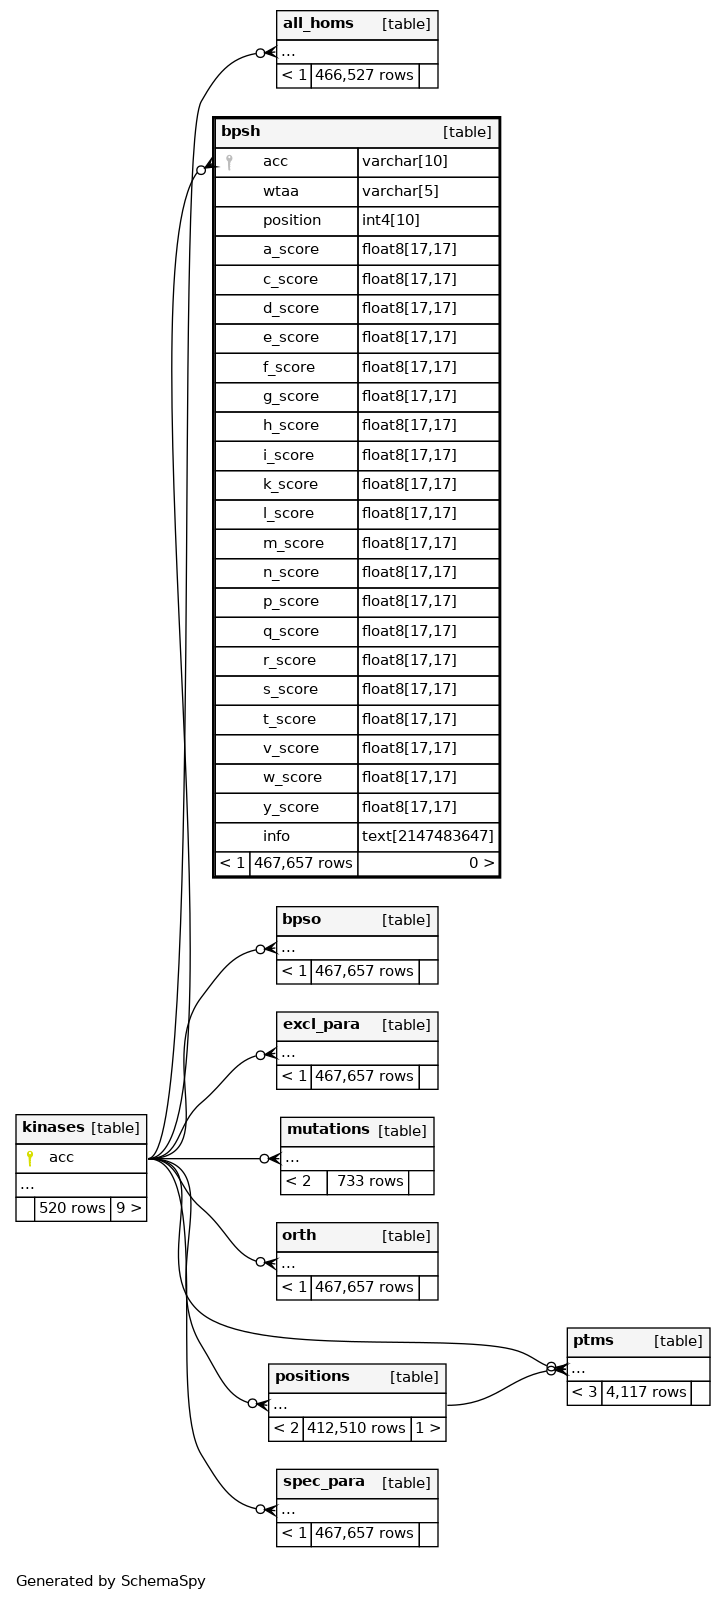 all_homs [table]
...
< 1 466,527 rows
bpsh [table]
acc varchar[10]
wtaa varchar[5]
position int4[10]
a_score float8[17,17]
c_score float8[17,17]
d_score float8[17,17]
e_score float8[17,17]
f_score float8[17,17]
g_score float8[17,17]
h_score float8[17,17]
i_score float8[17,17]
k_score float8[17,17]
l_score float8[17,17]
m_score float8[17,17]
n_score float8[17,17]
p_score float8[17,17]
q_score float8[17,17]
r_score float8[17,17]
s_score float8[17,17]
t_score float8[17,17]
v_score float8[17,17]
w_score float8[17,17]
y_score float8[17,17]
info text[2147483647]
< 1 467,657 rows 0 >
bpso [table]
...
< 1 467,657 rows
excl_para [table]
...
< 1 467,657 rows
kinases [table]
acc
...
520 rows 9 >
mutations [table]
...
< 2 733 rows
orth [table]
...
< 1 467,657 rows
ptms [table]
...
< 3 4,117 rows
positions [table]
...
< 2 412,510 rows 1 >
spec_para [table]
...
< 1 467,657 rows
Generated by SchemaSpy